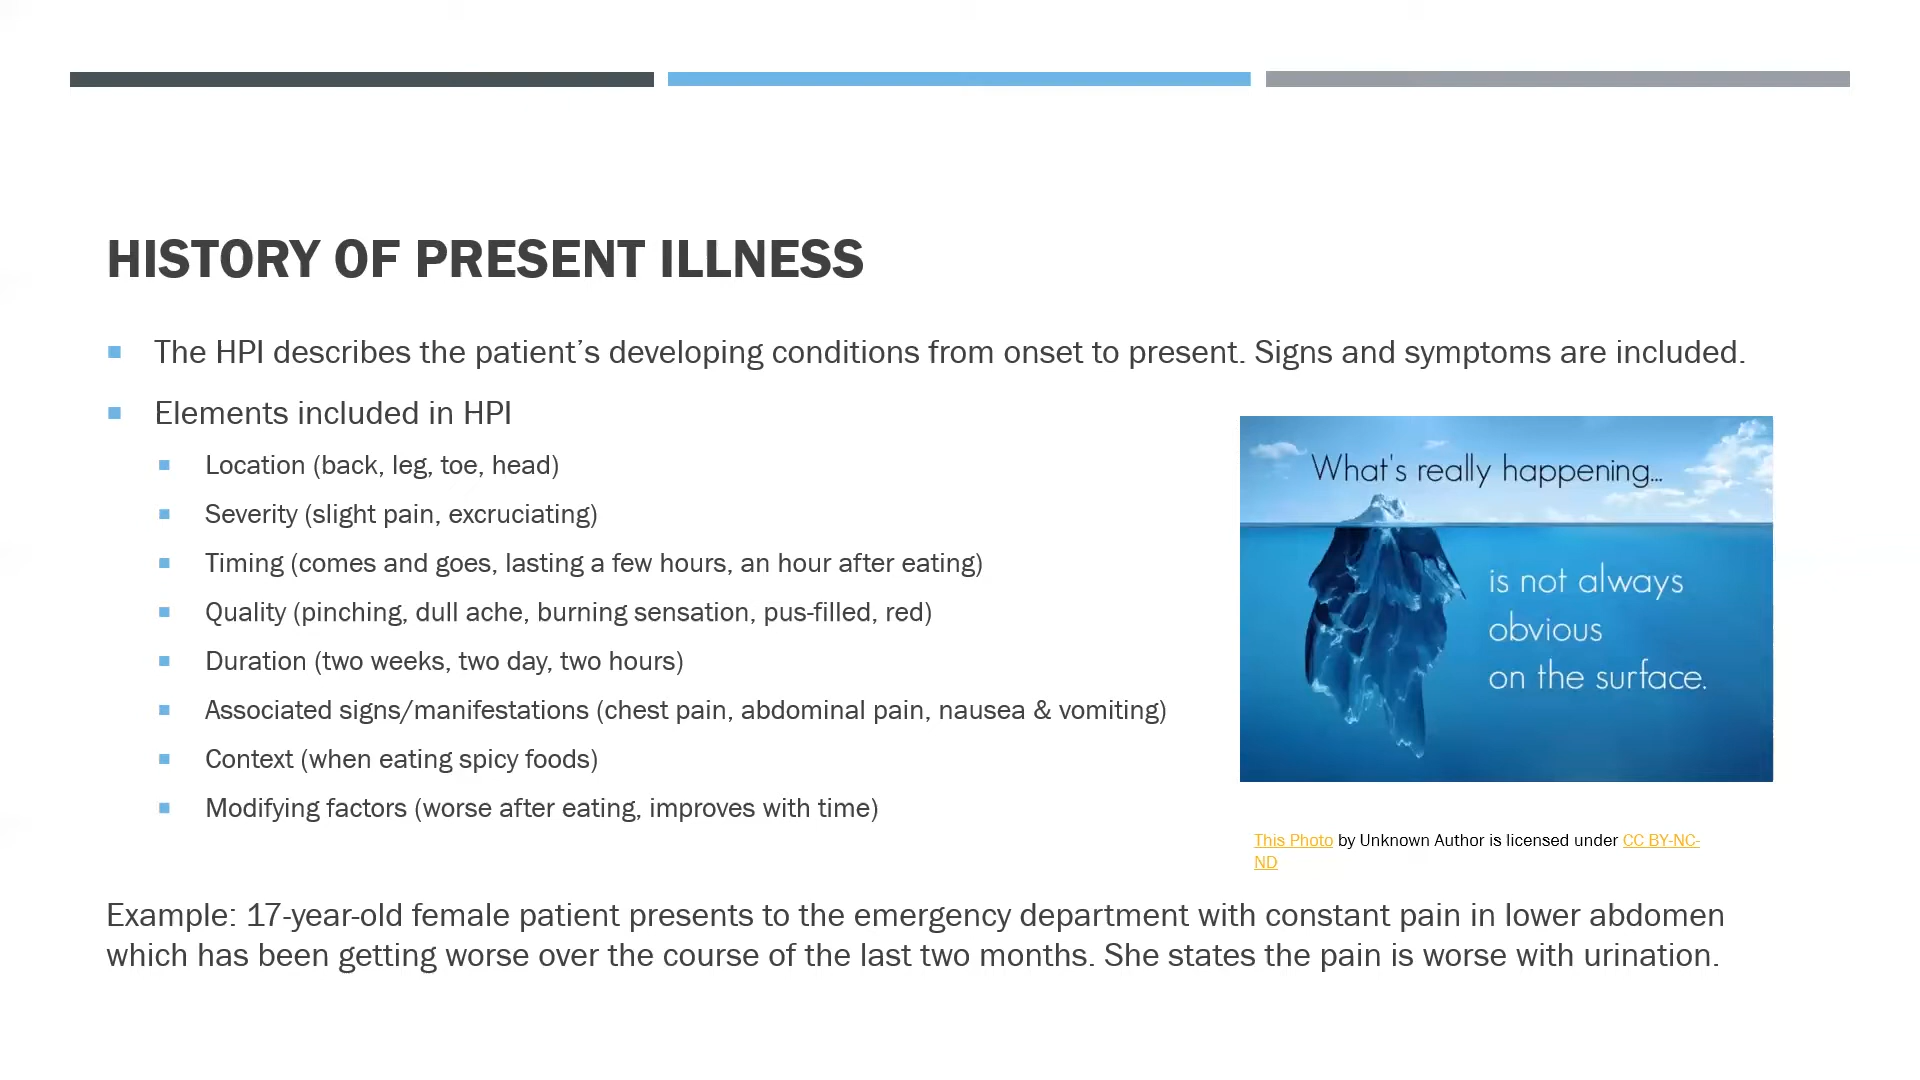 HISTORY OF PRESENT ILLNESS
The HPI describes the patient’s developing conditions from onset to present. Signs and symptoms are included.
Elements included in HPI
Location (back, leg, toe, head)
Severity (slight pain, excruciating)
Timing (comes and goes, lasting a few hours, an hour after eating)
Quality (pinching, dull ache, burning sensation, pus-filled, red)
Duration (two weeks, two day, two hours)
Associated signs/manifestations (chest pain, abdominal pain, nausea & vomiting)
Context (when eating spicy foods)
Modifying factors (worse after eating, improves with time)
What's really happening...
is not always
obvious
on the surface.
This Photo by Unknown Author is licensed under CC BY-NC-
ND
Example: 17-year-old female patient presents to the emergency department with constant pain in lower abdomen
which has been getting worse over the course of the last two months. She states the pain is worse with urination.